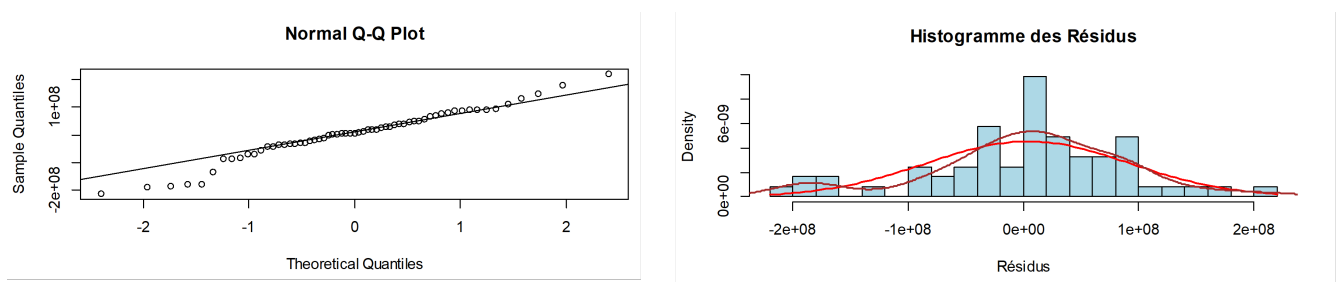 Normal Q-Q Plot
Sample Quantiles
1e+08
-2e+08
-2 -1 0 1 2
Theoretical Quantiles
Histogramme des Résidus
Density
6e-09
0e+00
-2e+08 -1e+08 0e+00 1e+08 2e+08
Résidus